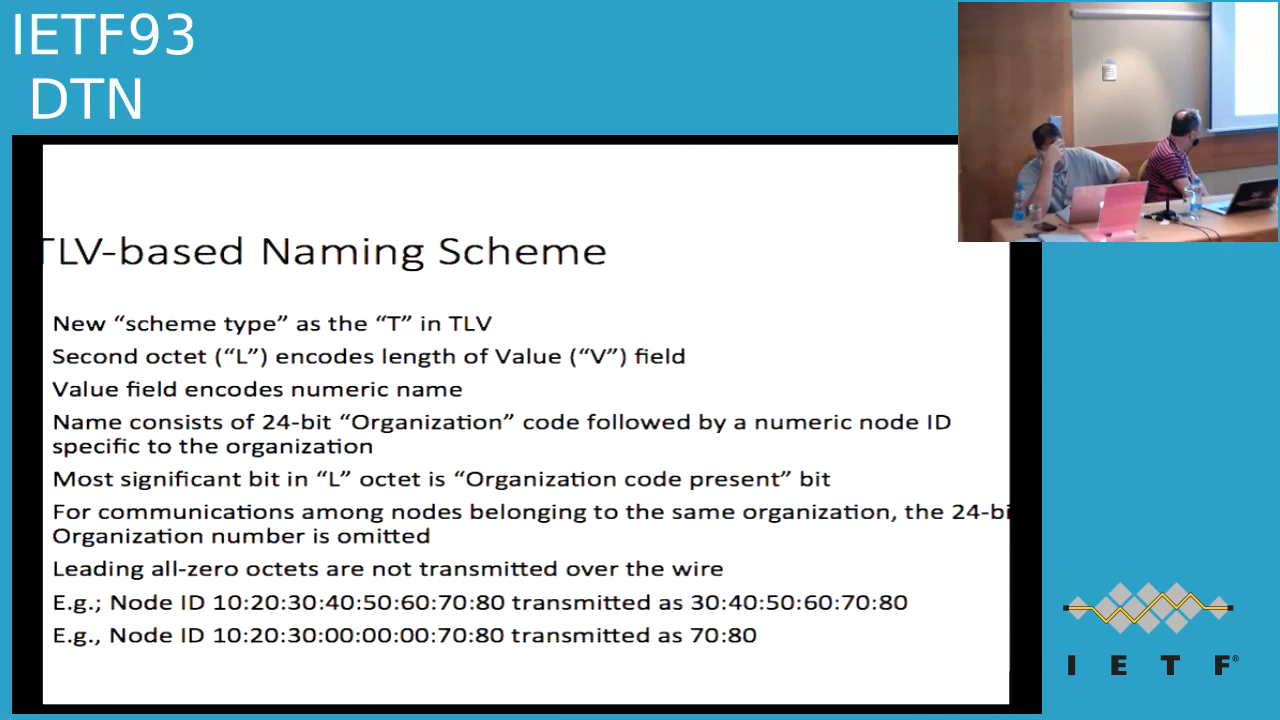 IETF93
DTN
TLV-based Naming Scheme
New “scheme type” as the “T” in TLV
Second octet (“L”) encodes length of Value (“V”) field
Value field encodes numeric name
Name consists of 24-bit “Organization” code followed by a numeric node ID
specific to the organization
Most significant bit in “L” octet is “Organization code present” bit
For communications among nodes belonging to the same organization, the 24-bi
Organization number is omitted
Leading all-zero octets are not transmitted over the wire
E.g.; Node ID 10:20:30:40:50:60:70:80 transmitted as 30:40:50:60:70:80
E.g., Node ID 10:20:30:00:00:00:70:80 transmitted as 70:80
I E T F®